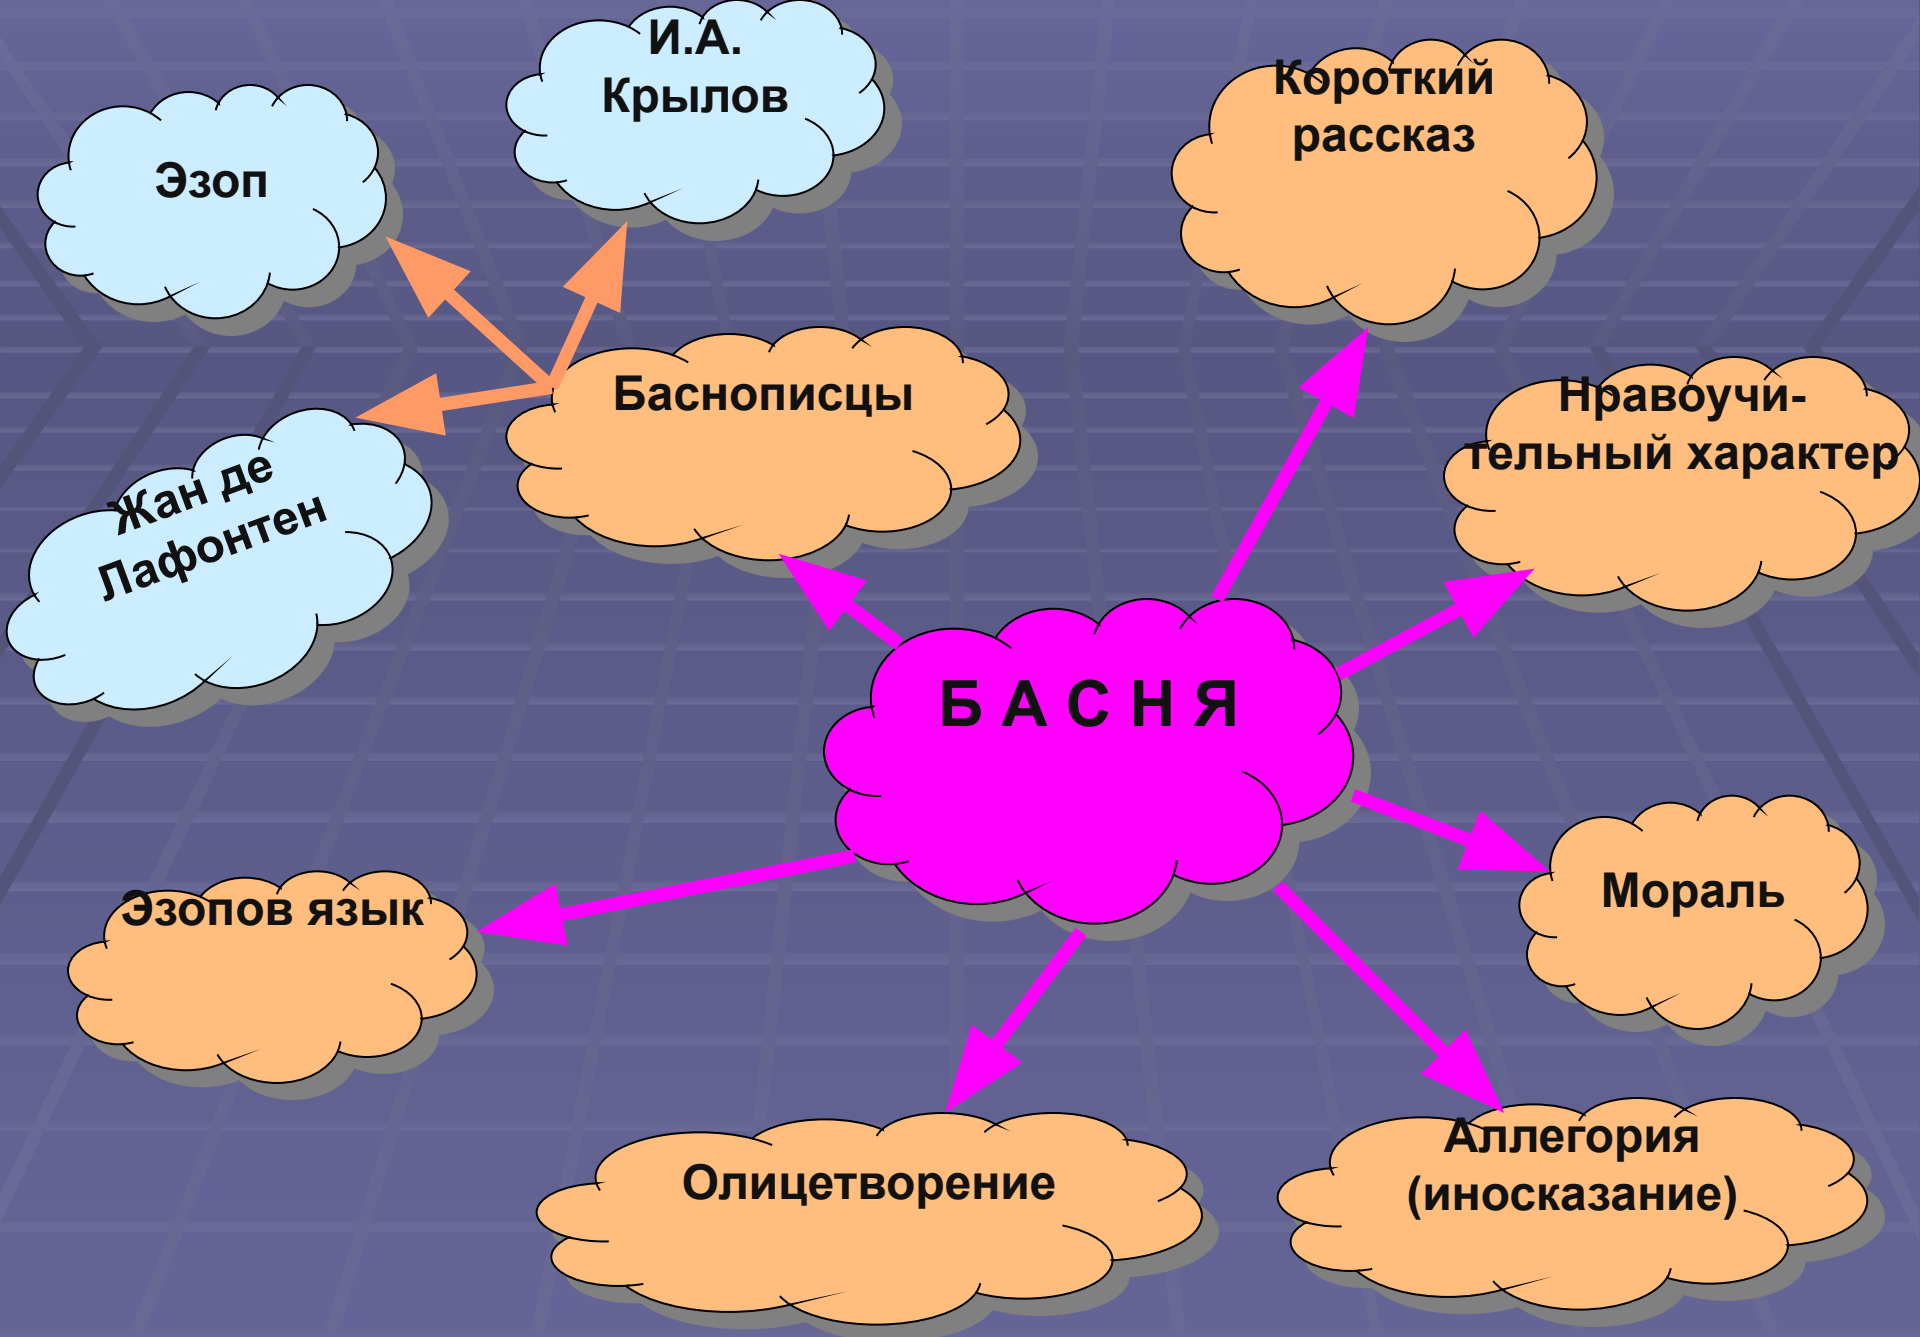 И.А.
Крылов
Эзоп
Короткий
рассказ
Баснописцы
Нравоучи-
тельный характер
Жан де
Лафонтен
Б А С Н Я
Эзопов язык
Мораль
Олицетворение
Аллегория
(иносказание)